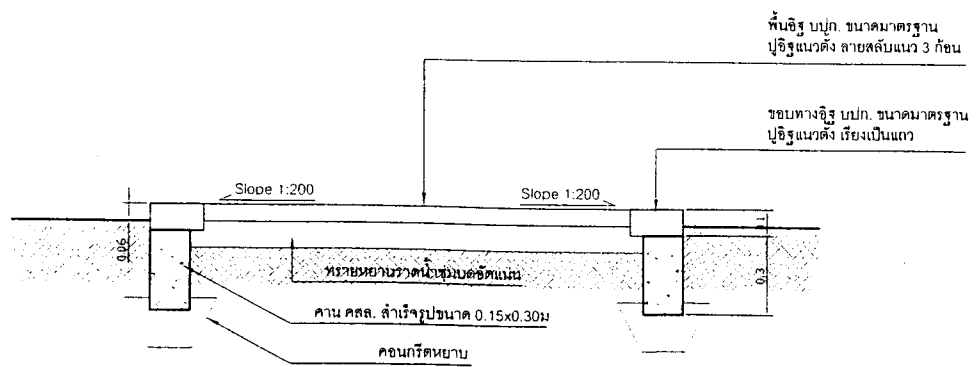 พื้นอิฐ บปก. ขนาดมาตรฐาน
ปูอิฐแนวตั้ง ลายสลับแนว 3 ก้อน
ขอบทางอิฐ บปก. ขนาดมาตรฐาน
ปูอิฐแนวตั้ง เรียงเป็นแถว
Slope 1:200
Slope 1:200
0.06
0.1
0.3
ทรายหยาบราดน้ำชุ่มบดอัดแน่น
คาน คสล. สำเร็จรูปขนาด 0.15x0.30ม
คอนกรีตหยาบ